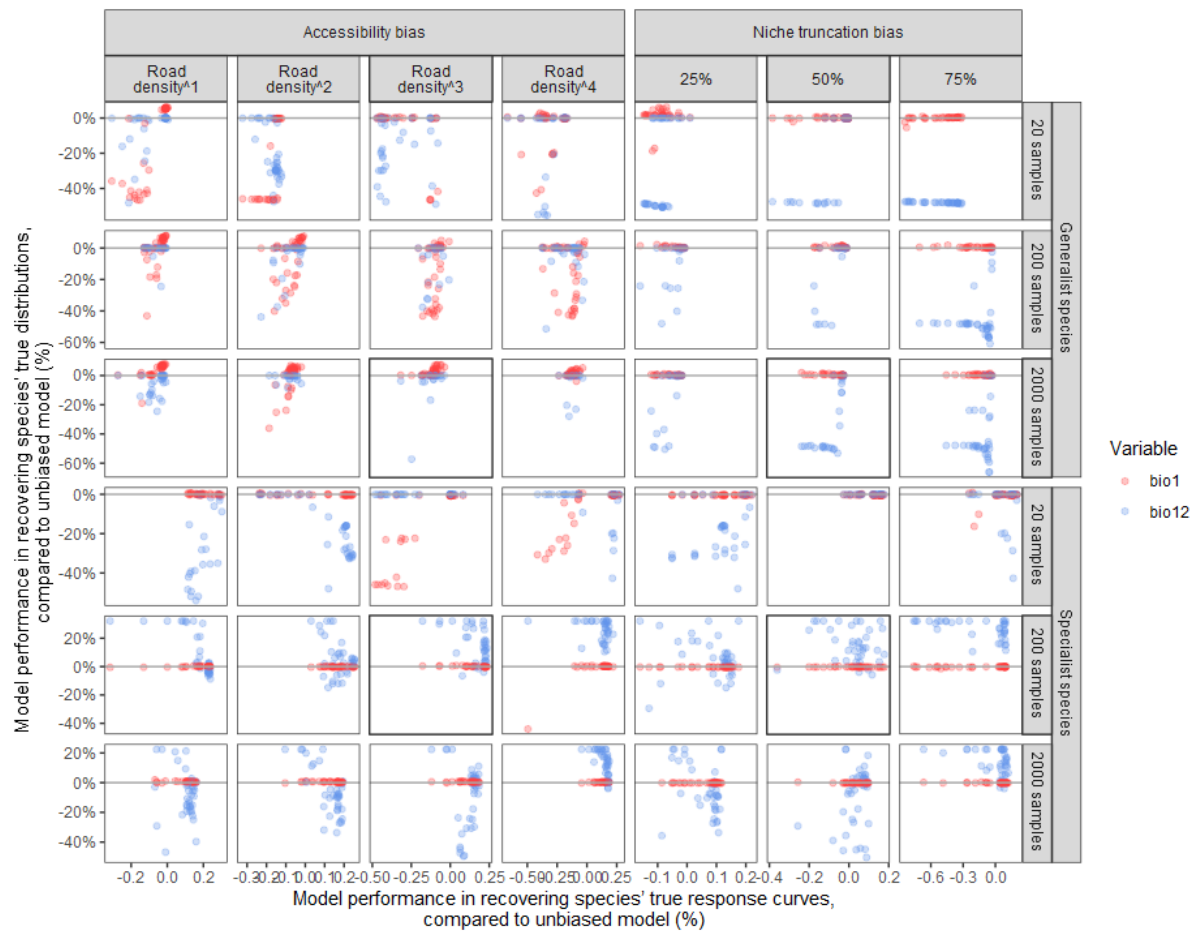 Accessibility bias
Niche truncation bias
Road
density^1
Road
density^2
Road
density^3
Road
density^4
25%
50%
75%
Model performance in recovering species' true distributions,
compared to unbiased model (%)
0%
-20%
-40%
20 samples
0%
-20%
-40%
-60%
200 samples
0%
-20%
-40%
-60%
2000 samples
Generalist species
0%
-20%
-40%
20 samples
20%
0%
-20%
-40%
200 samples
20%
0%
-20%
-40%
2000 samples
Specialist species
-0.2 0.0 0.2
-0.3 -0.2 -0.1 0.0 0.1 0.2
-0.50 -0.25 0.00 0.25
-0.50 -0.25 0.00 0.25
-0.1 0.0 0.1 0.2
-0.4 -0.2 0.0
-0.6 -0.3 0.0
Model performance in recovering species' true response curves,
compared to unbiased model (%)
Variable
bio1
bio12